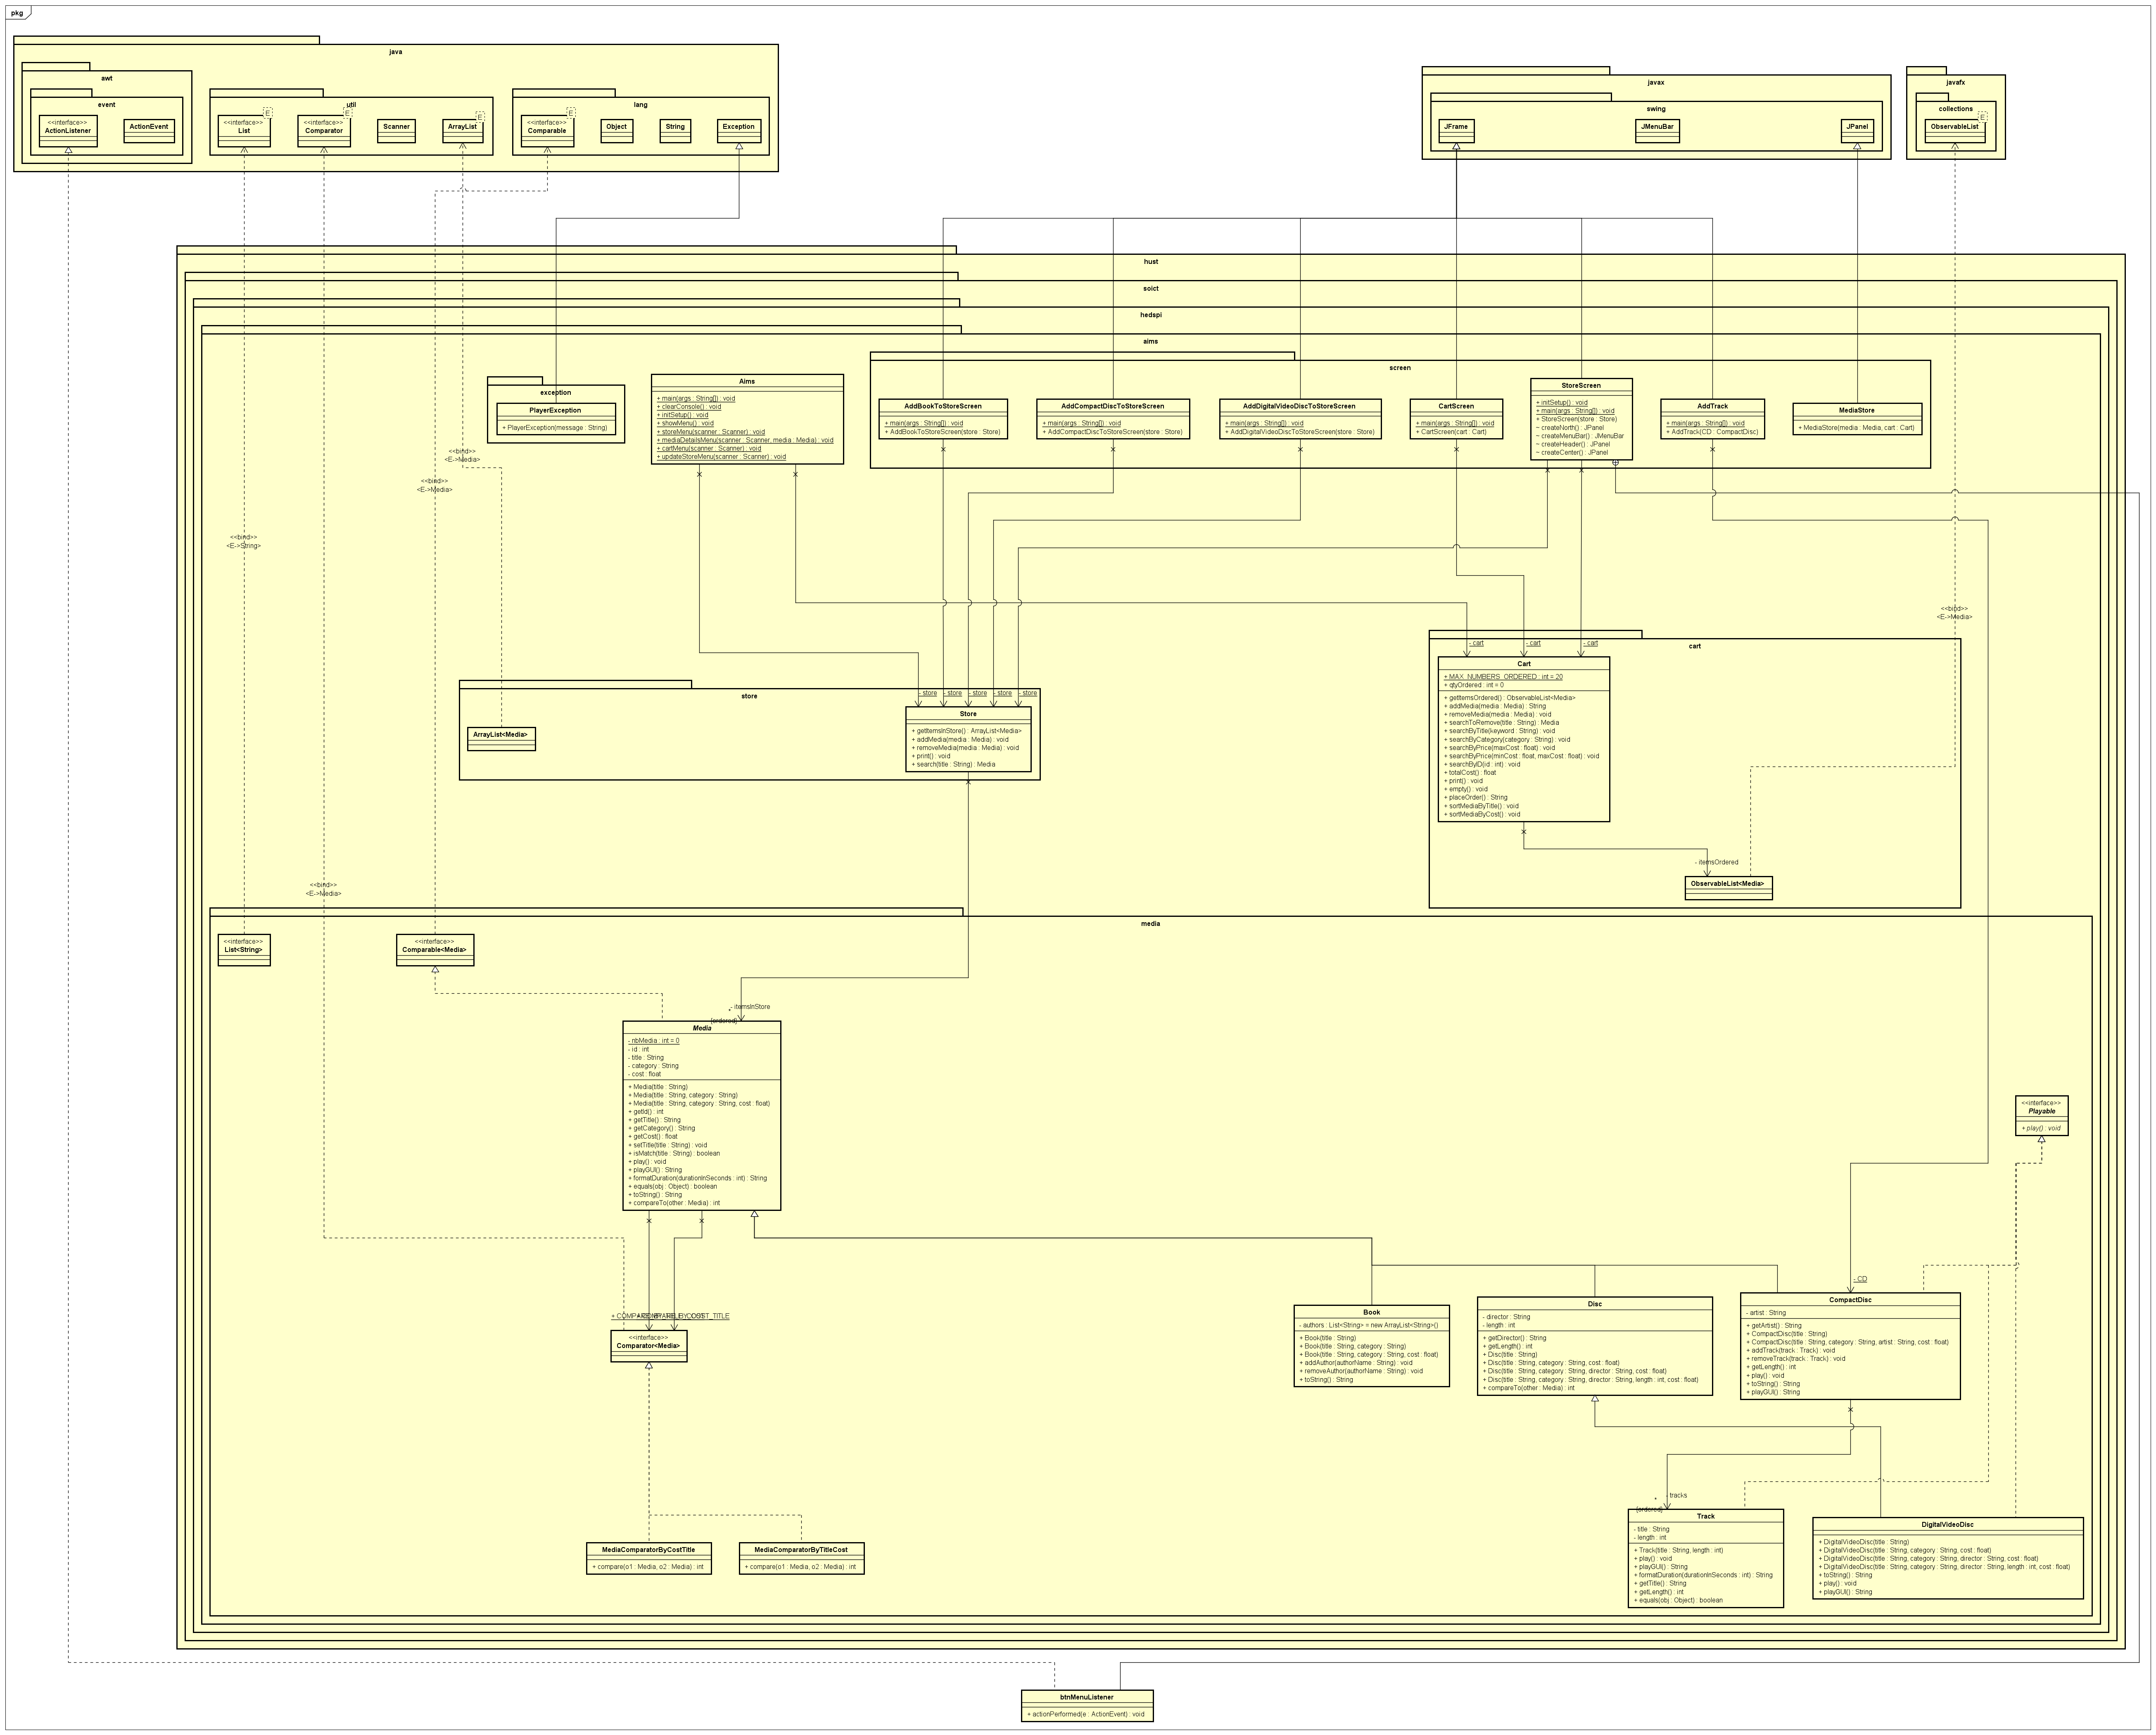 pkg
java
awt
event
<<interface>>
ActionListener
ActionEvent
util
<<interface>>
List
E
<<interface>>
Comparator
E
Scanner
ArrayList
E
lang
<<interface>>
Comparable
E
Object
String
Exception
javax
swing
JFrame
JMenuBar
JPanel
javafx
collections
ObservableList
E
hust
soict
hedspi
aims
exception
PlayerException
+ PlayerException(message : String)
Aims
+ main(args : String[]) : void
+ clearConsole() : void
+ initSetup() : void
+ showMenu() : void
+ storeMenu(scanner : Scanner) : void
+ mediaDetailsMenu(scanner : Scanner, media : Media) : void
+ cartMenu(scanner : Scanner) : void
+ updateStoreMenu(scanner : Scanner) : void
screen
AddBookToStoreScreen
+ main(args : String[]) : void
+ AddBookToStoreScreen(store : Store)
AddCompactDiscToStoreScreen
+ main(args : String[]) : void
+ AddCompactDiscToStoreScreen(store : Store)
AddDigitalVideoDiscToStoreScreen
+ main(args : String[]) : void
+ AddDigitalVideoDiscToStoreScreen(store : Store)
CartScreen
+ main(args : String[]) : void
+ CartScreen(cart : Cart)
StoreScreen
+ initSetup() : void
+ main(args : String[]) : void
+ StoreScreen(store : Store)
~ createNorth() : JPanel
~ createMenuBar() : JMenuBar
~ createHeader() : JPanel
~ createCenter() : JPanel
AddTrack
+ main(args : String[]) : void
+ AddTrack(CD : CompactDisc)
MediaStore
+ MediaStore(media : Media, cart : Cart)
<<bind>>
<E->Media>
<<bind>>
<E->Media>
<<bind>>
<E->String>
<<bind>>
<E->Media>
<<bind>>
<E->Media>
store
ArrayList<Media>
- store
- store
- store
- store
- store
Store
+ getItemsInStore() : ArrayList<Media>
+ addMedia(media : Media) : void
+ removeMedia(media : Media) : void
+ print() : void
+ search(title : String) : Media
cart
- cart
- cart
- cart
Cart
+ MAX_NUMBERS_ORDERED : int = 20
+ qtyOrdered : int = 0
+ getItemsOrdered() : ObservableList<Media>
+ addMedia(media : Media) : String
+ removeMedia(media : Media) : void
+ searchToRemove(title : String) : Media
+ searchByTitle(keyword : String) : void
+ searchByCategory(category : String) : void
+ searchByPrice(maxCost : float) : void
+ searchByPrice(minCost : float, maxCost : float) : void
+ searchByID(id : int) : void
+ totalCost() : float
+ print() : void
+ empty() : void
+ placeOrder() : String
+ sortMediaByTitle() : void
+ sortMediaByCost() : void
- itemsOrdered
ObservableList<Media>
media
<<interface>>
List<String>
<<interface>>
Comparable<Media>
- itemsInStore
*
{ordered}
Media
- nbMedia : int = 0
- id : int
- title : String
- category : String
- cost : float
+ Media(title : String)
+ Media(title : String, category : String)
+ Media(title : String, category : String, cost : float)
+ getId() : int
+ getTitle() : String
+ getCategory() : String
+ getCost() : float
+ setTitle(title : String) : void
+ isMatch(title : String) : boolean
+ play() : void
+ playGUI() : String
+ formatDuration(durationInSeconds : int) : String
+ equals(obj : Object) : boolean
+ toString() : String
+ compareTo(other : Media) : int
<<interface>>
Playable
+ play() : void
<<interface>>
Comparator<Media>
Book
- authors : List<String> = new ArrayList<String>()
+ Book(title : String)
+ Book(title : String, category : String)
+ Book(title : String, category : String, cost : float)
+ addAuthor(authorName : String) : void
+ removeAuthor(authorName : String) : void
+ toString() : String
Disc
- director : String
- length : int
+ getDirector() : String
+ getLength() : int
+ Disc(title : String)
+ Disc(title : String, category : String, cost : float)
+ Disc(title : String, category : String, director : String, cost : float)
+ Disc(title : String, category : String, director : String, length : int, cost : float)
+ compareTo(other : Media) : int
- CD
CompactDisc
- artist : String
+ getArtist() : String
+ CompactDisc(title : String)
+ CompactDisc(title : String, category : String, artist : String, cost : float)
+ addTrack(track : Track) : void
+ removeTrack(track : Track) : void
+ getLength() : int
+ play() : void
+ toString() : String
+ playGUI() : String
- tracks
*
{ordered}
Track
- title : String
- length : int
+ Track(title : String, length : int)
+ play() : void
+ playGUI() : String
+ formatDuration(durationInSeconds : int) : String
+ getTitle() : String
+ getLength() : int
+ equals(obj : Object) : boolean
DigitalVideoDisc
+ DigitalVideoDisc(title : String)
+ DigitalVideoDisc(title : String, category : String, cost : float)
+ DigitalVideoDisc(title : String, category : String, director : String, cost : float)
+ DigitalVideoDisc(title : String, category : String, director : String, length : int, cost : float)
+ toString() : String
+ play() : void
+ playGUI() : String
MediaComparatorByCostTitle
+ compare(o1 : Media, o2 : Media) : int
MediaComparatorByTitleCost
+ compare(o1 : Media, o2 : Media) : int
btnMenuListener
+ actionPerformed(e : ActionEvent) : void